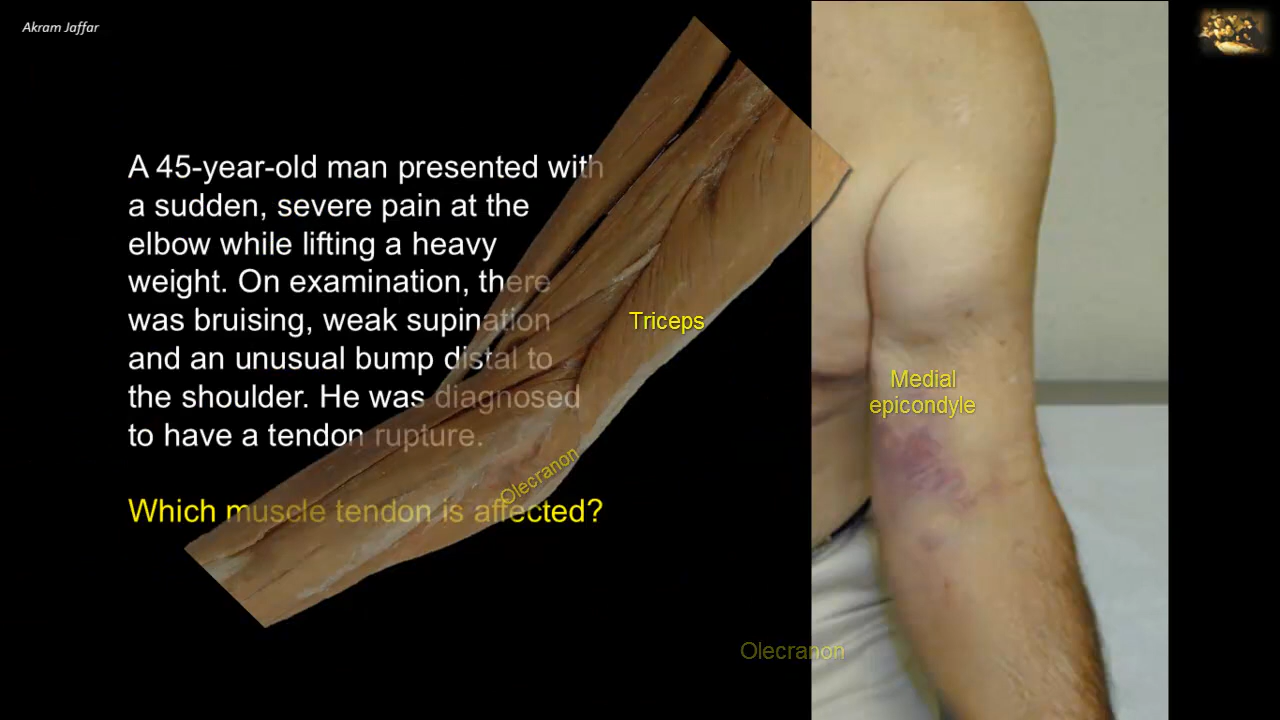 Akram Jaffar
A 45-year-old man presented with
a sudden, severe pain at the
elbow while lifting a heavy
weight. On examination, there
was bruising, weak supination
and an unusual bump distal to
the shoulder. He was diagnosed
to have a tendon rupture.
Which muscle tendon is affected?
Triceps
Olecranon
Medial
epicondyle
Olecranon